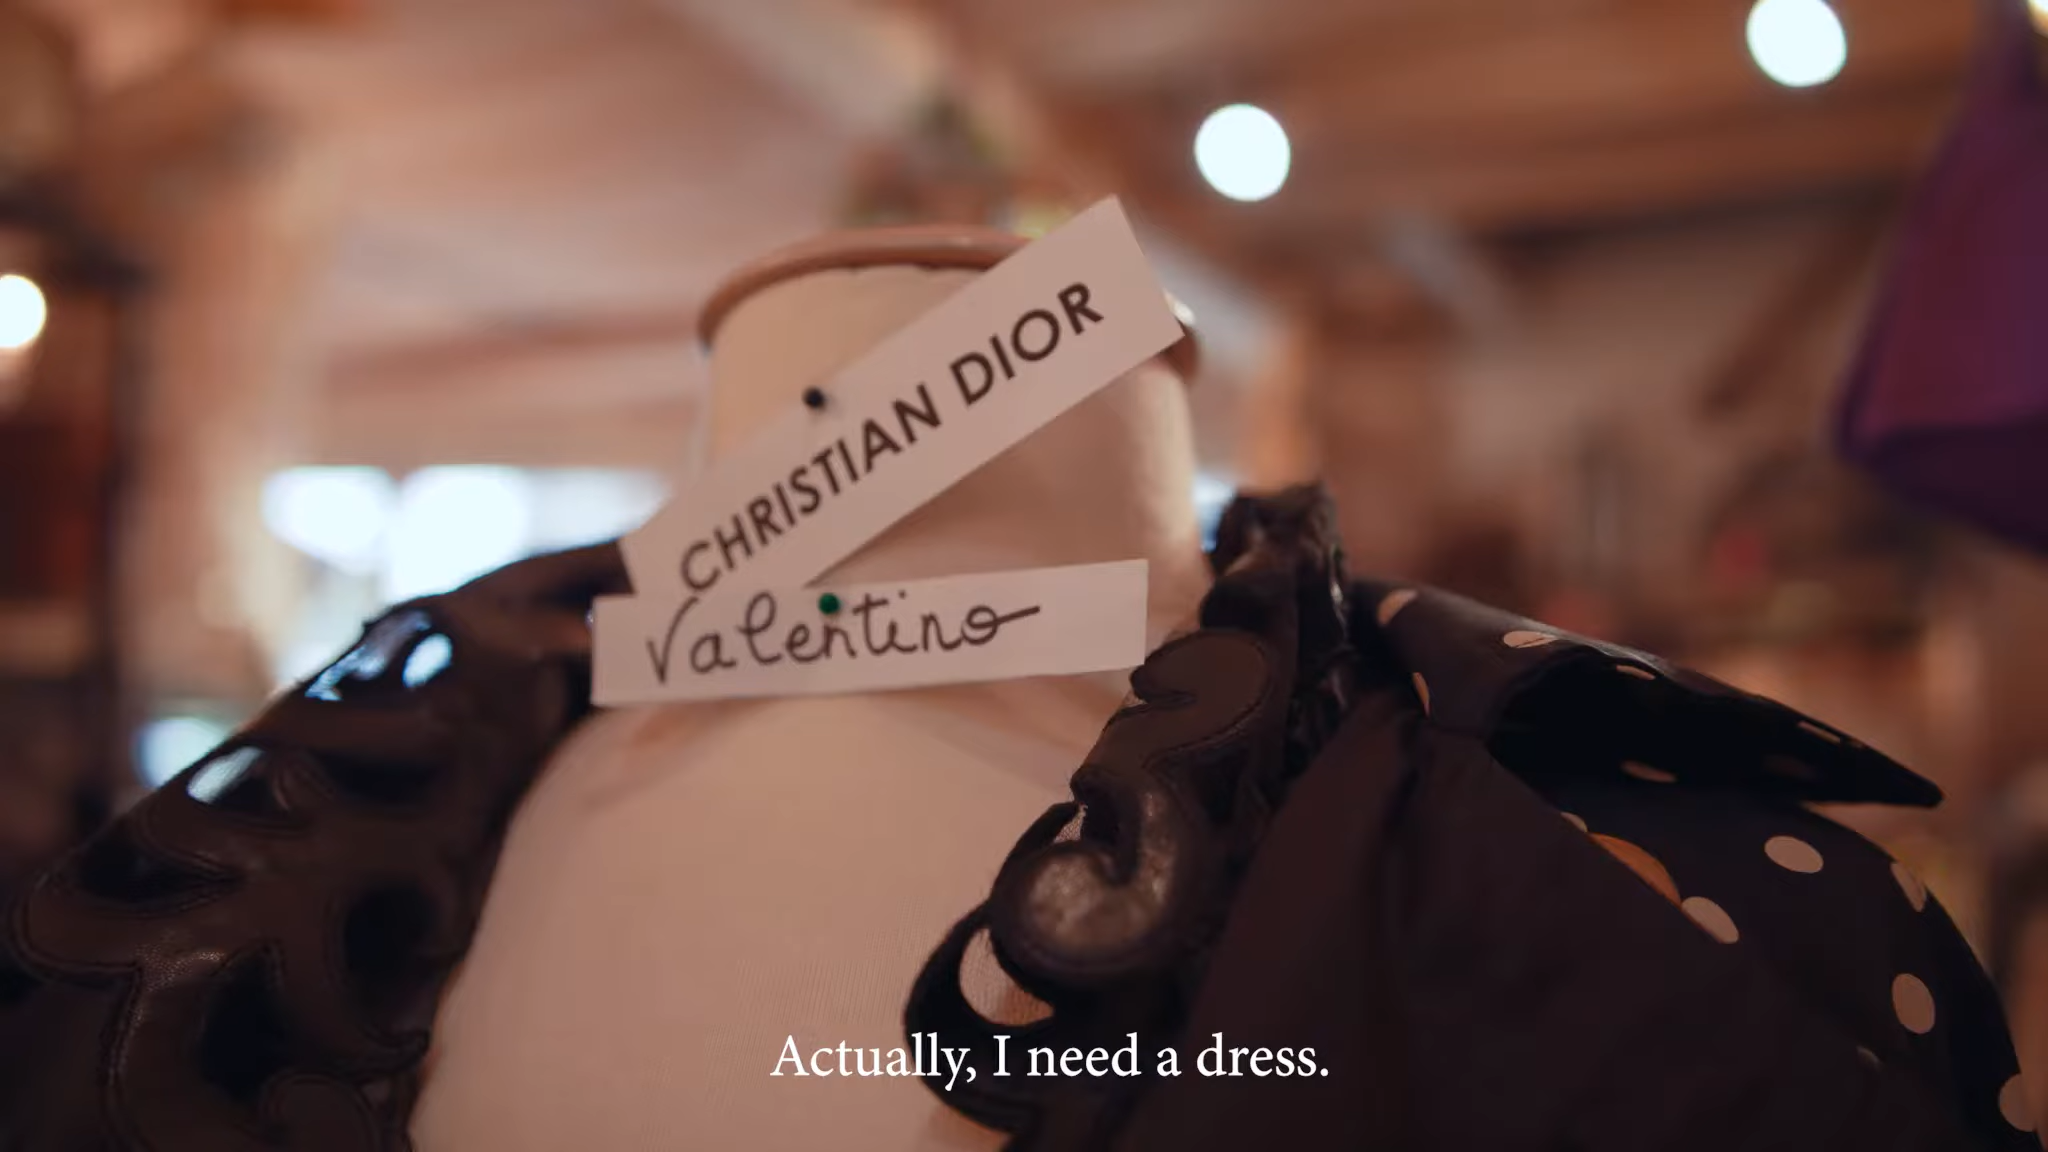 CHRISTIAN DIOR
Valentino
Actually, I need a dress.